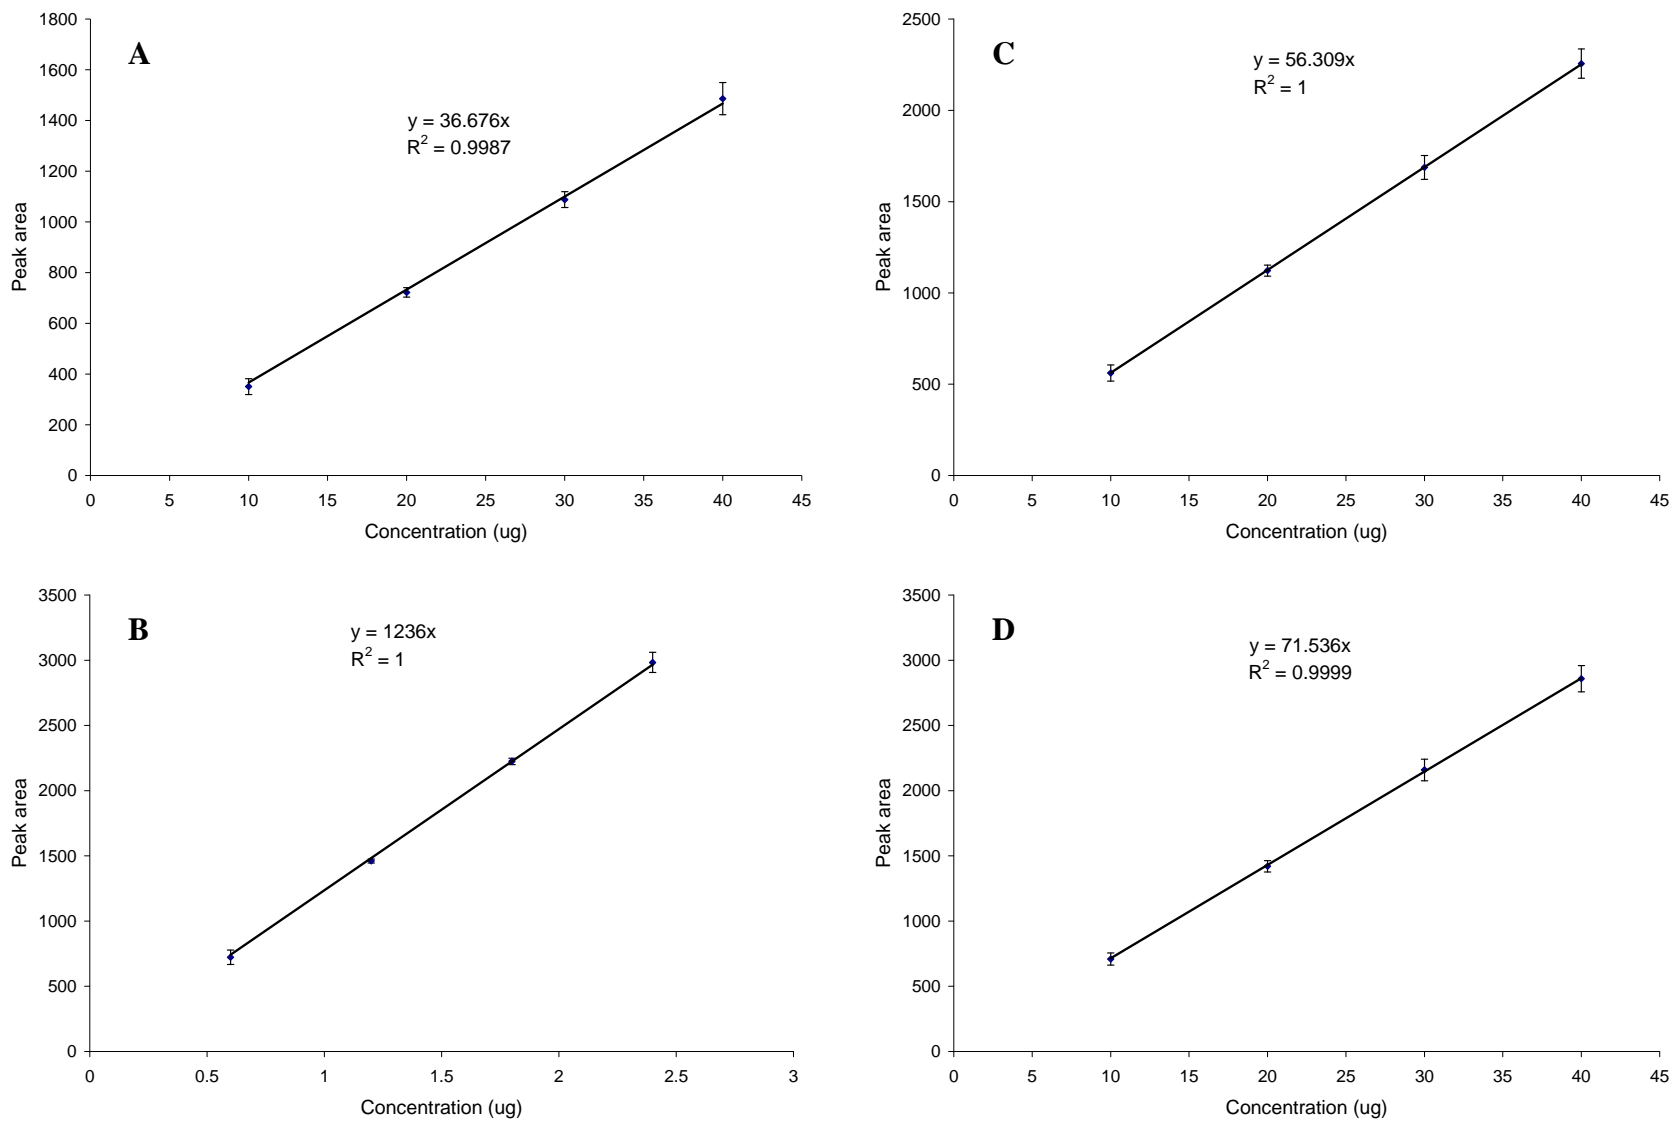 A
y = 36.676x
R² = 0.9987
1800
1600
1400
1200
1000
800
600
400
200
0
Peak area
0 5 10 15 20 25 30 35 40 45
Concentration (ug)
C
y = 56.309x
R² = 1
2500
2000
1500
1000
500
0
Peak area
0 5 10 15 20 25 30 35 40 45
Concentration (ug)
B
y = 1236x
R² = 1
3500
3000
2500
2000
1500
1000
500
0
Peak area
0 0.5 1 1.5 2 2.5 3
Concentration (ug)
D
y = 71.536x
R² = 0.9999
3500
3000
2500
2000
1500
1000
500
0
Peak area
0 5 10 15 20 25 30 35 40 45
Concentration (ug)